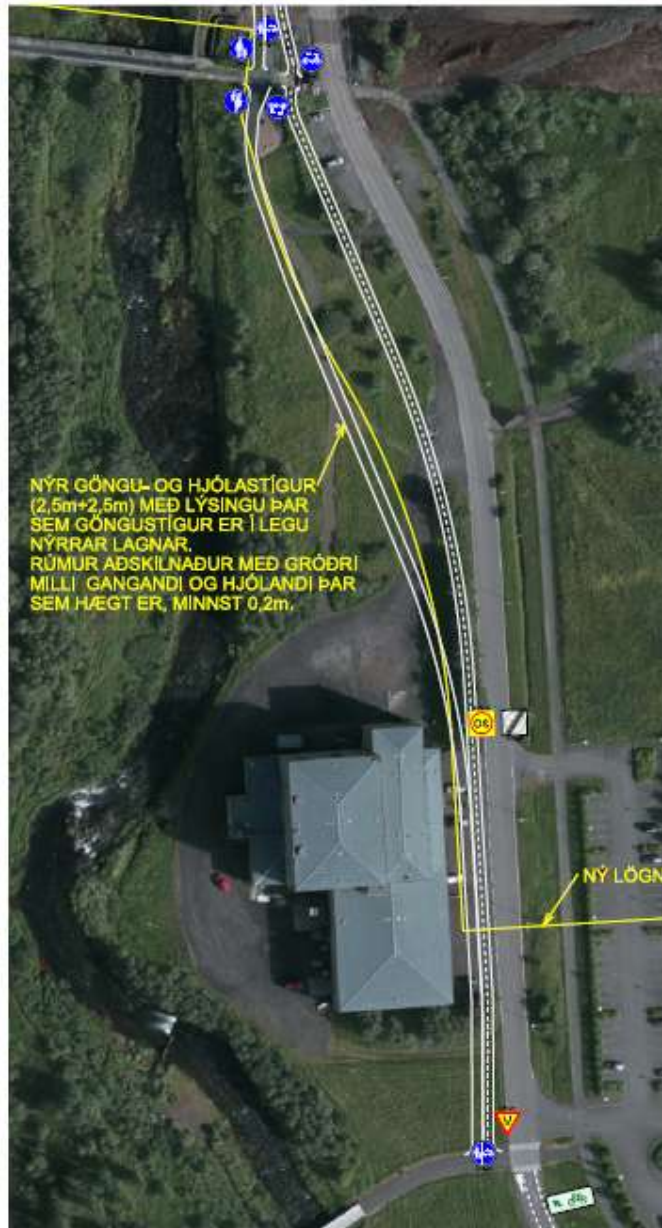 NÝR GÖNGU- OG HJÓLASTÍGUR
(2,5m+2,5m) MEÐ LÝSINGU ÞAR
SEM GÖNGUSTÍGUR ER Í LEGU
NÝRRAR LAGNAR.
RÚMUR AÐSKILNAÐUR MEÐ GRÓÐRI
MILLI GANGANDI OG HJÓLANDI ÞAR
SEM HÆGT ER, MINNST 0,2m.
30
NÝ LÖGN